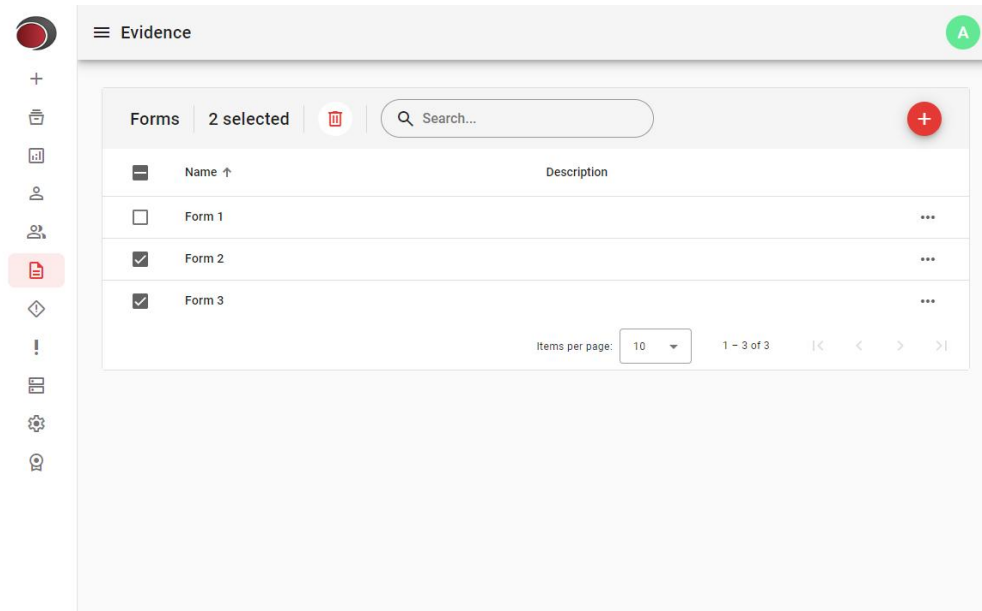 Evidence
A
Forms 2 selected Search...
Name Description
Form 1
Form 2
Form 3
Items per page: 10 1 – 3 of 3